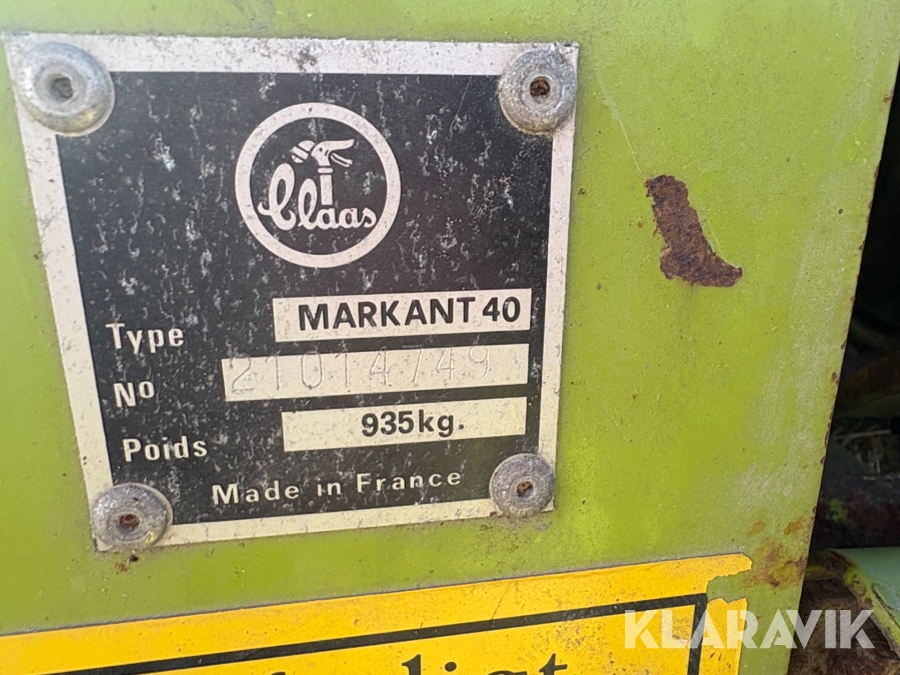 Claas
Type MARKANT 40
No 21014749
Poids 935kg.
Made in France
KLARAVIK